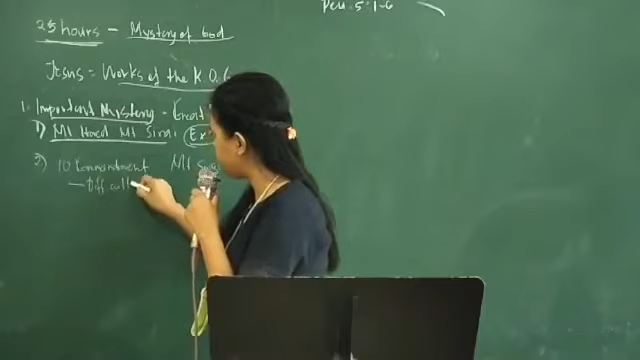 Deu. 5:1-6
25 hours - Mystery of God
Jesus = Works of the K.O.G
1. Important Mystery - Great
1) Mt Horeb Mt Sinai Ex
2) 10 Commandment Mt Sinai
- Diff call